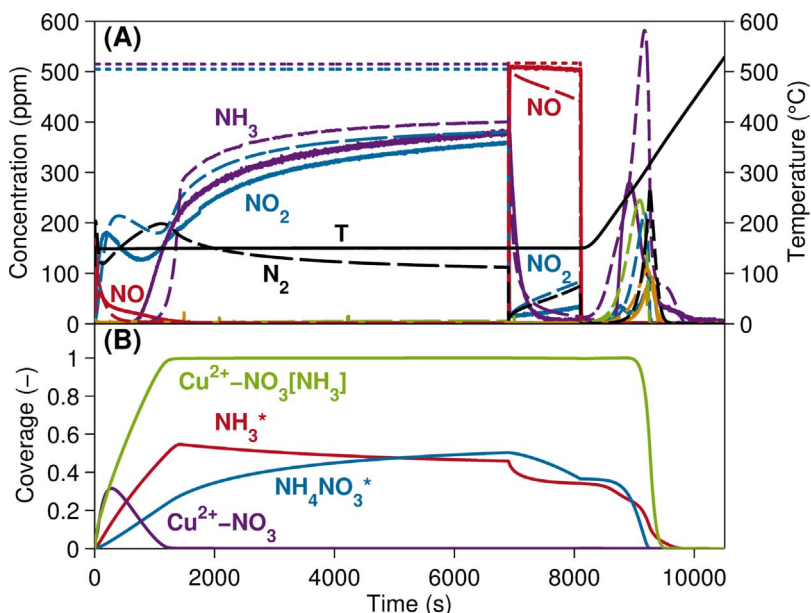 (A)
600 500 400 300 200 100 0
Concentration (ppm)
600 500 400 300 200 100 0
Temperature (°C)
NH₃
NO₂
T
N₂
NO
NO
NO₂
(B)
1 0.8 0.6 0.4 0.2 0
Coverage (−)
Cu²⁺−NO₃[NH₃]
NH₃*
NH₄NO₃*
Cu²⁺−NO₃
0 2000 4000 6000 8000 10000
Time (s)